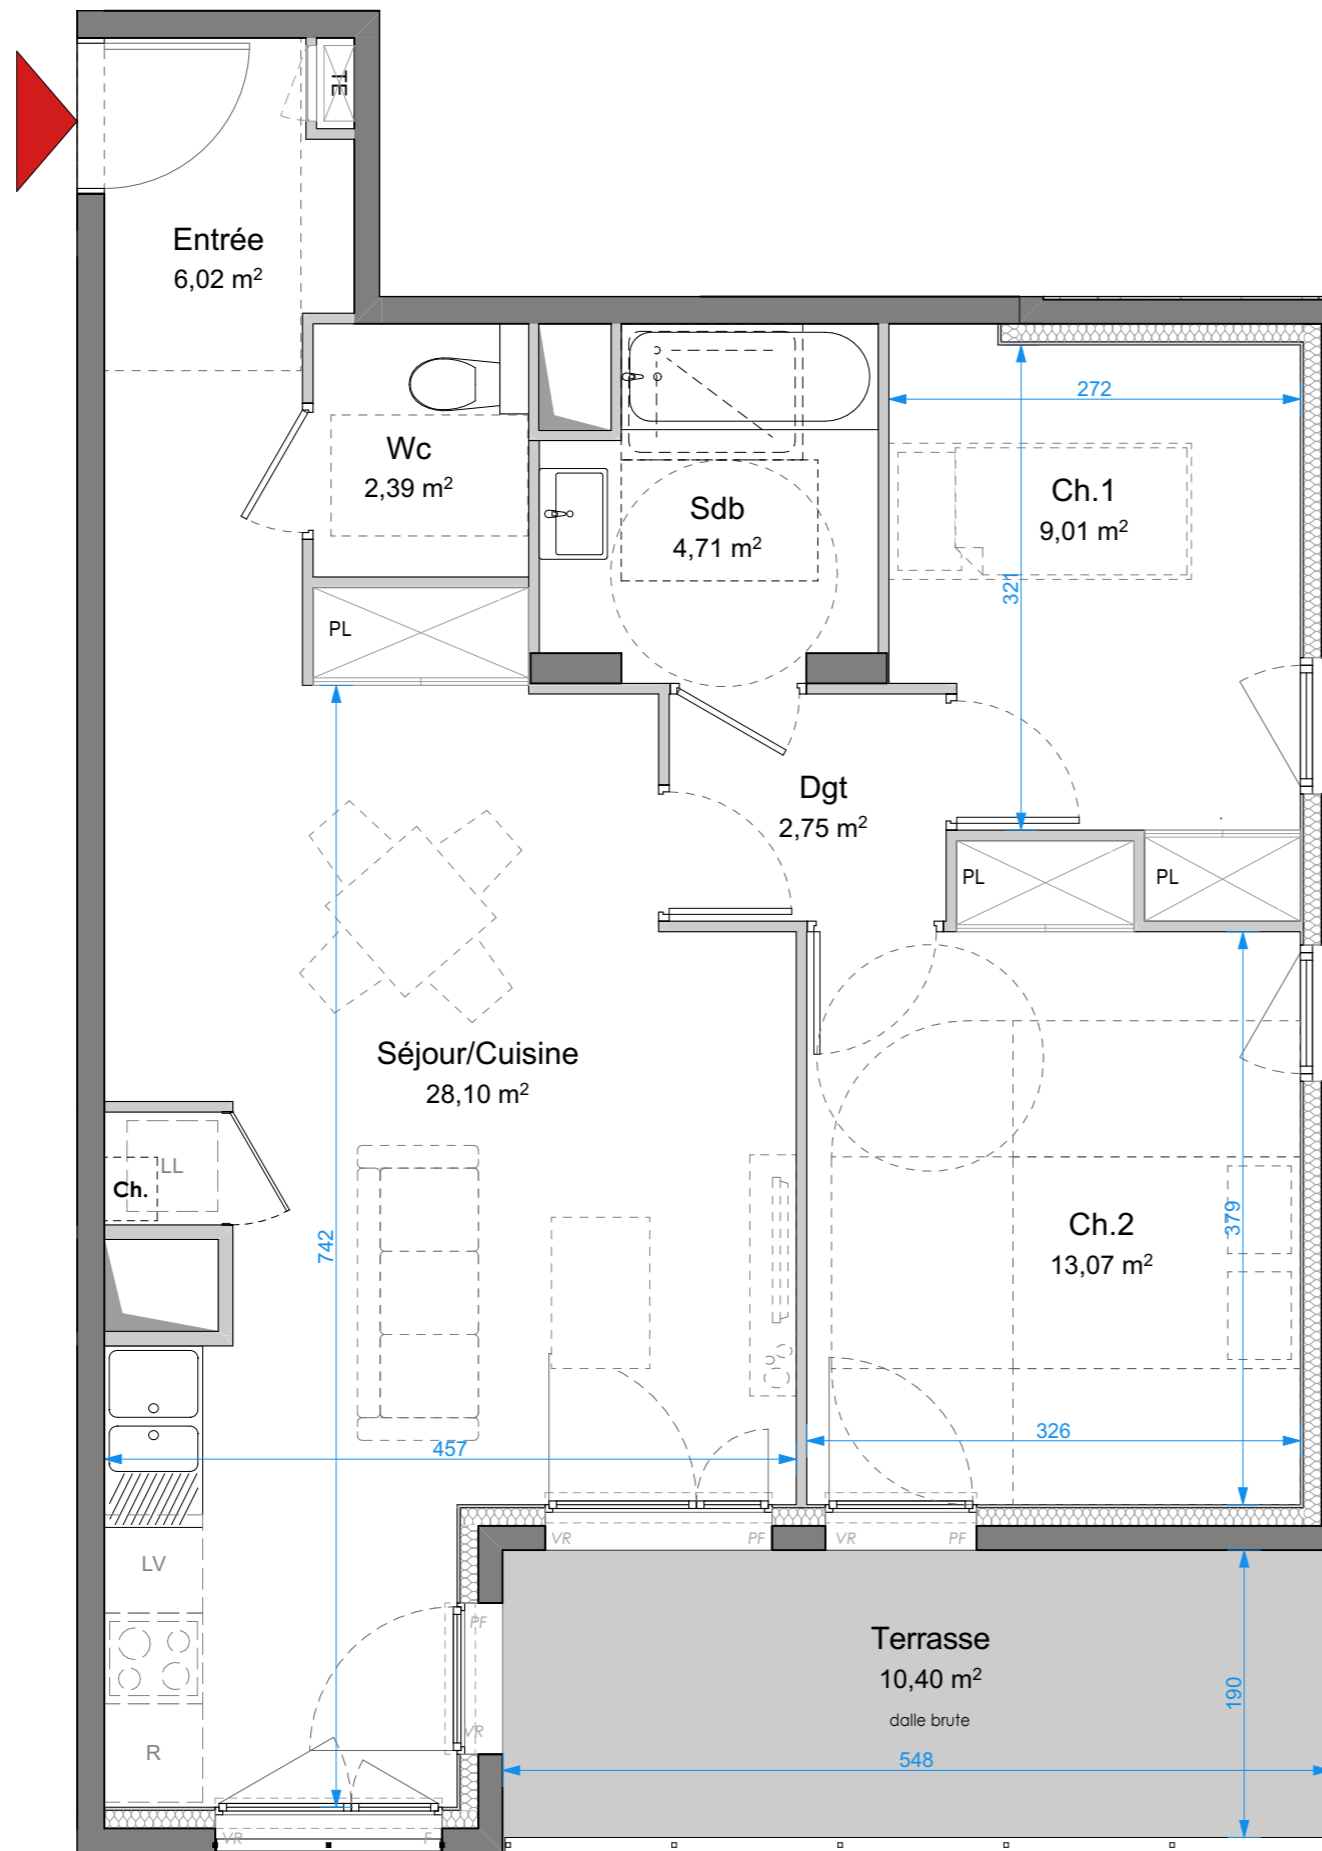 TE
Entrée
6,02 m²
Wc
2,39 m²
PL
Sdb
4,71 m²
272
Ch.1
9,01 m²
321
Dgt
2,75 m²
PL
PL
Séjour/Cuisine
28,10 m²
LL
Ch.
742
Ch.2
13,07 m²
379
457
326
VR
PF
VR
PF
LV
PF
VR
R
Terrasse
10,40 m²
dalle brute
190
548
VR
F